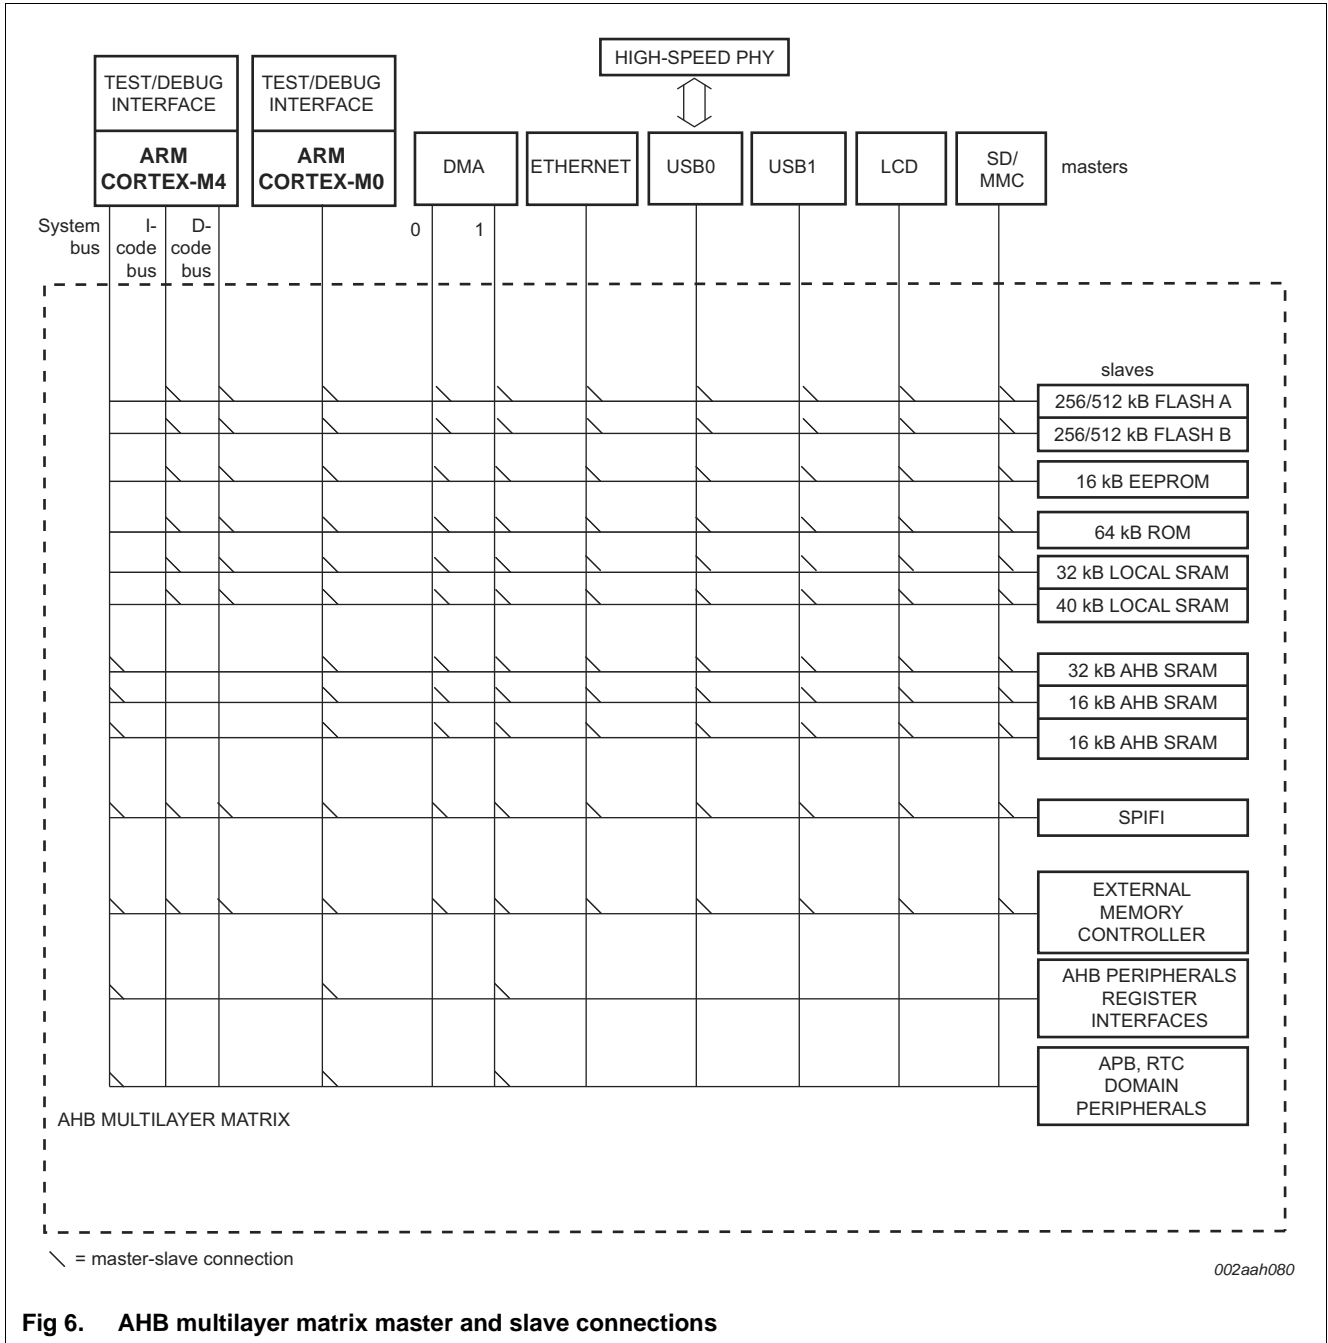 HIGH-SPEED PHY
TEST/DEBUG
INTERFACE
TEST/DEBUG
INTERFACE
ARM
CORTEX-M4
ARM
CORTEX-M0
DMA
ETHERNET
USB0
USB1
LCD
SD/
MMC
masters
System
bus
I-
code
bus
D-
code
bus
0
1
slaves
256/512 kB FLASH A
256/512 kB FLASH B
16 kB EEPROM
64 kB ROM
32 kB LOCAL SRAM
40 kB LOCAL SRAM
32 kB AHB SRAM
16 kB AHB SRAM
16 kB AHB SRAM
SPIFI
EXTERNAL
MEMORY
CONTROLLER
AHB PERIPHERALS
REGISTER
INTERFACES
APB, RTC
DOMAIN
PERIPHERALS
AHB MULTILAYER MATRIX
= master-slave connection
002aah080
Fig 6. AHB multilayer matrix master and slave connections